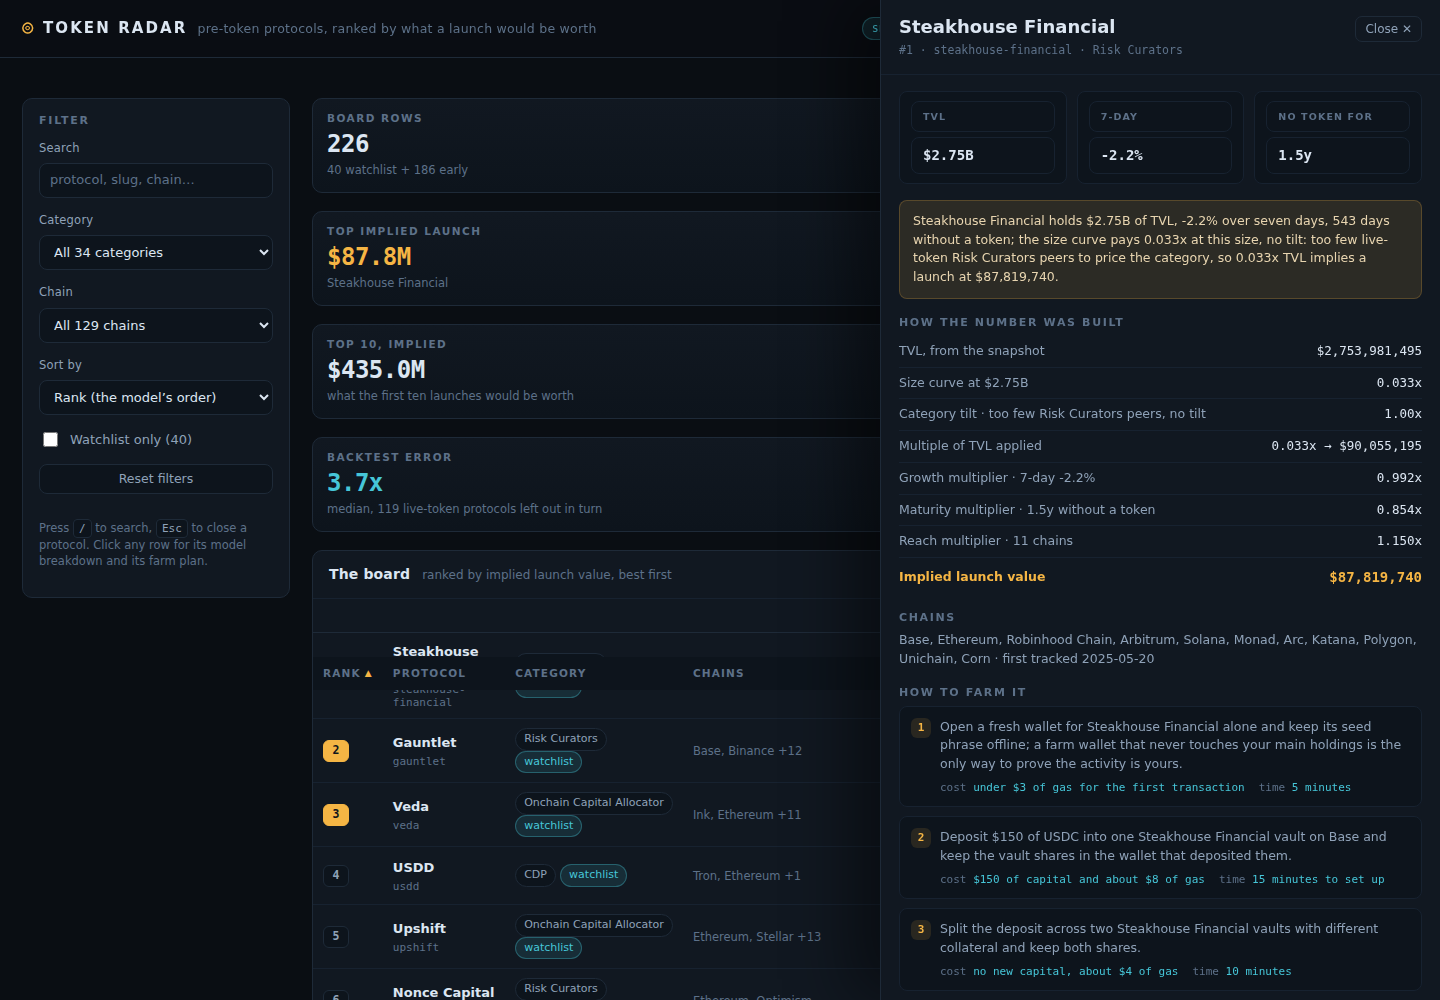 TOKEN RADAR pre-token protocols, ranked by what a launch would be worth
FILTER
Search
protocol, slug, chain…
Category
All 34 categories
Chain
All 129 chains
Sort by
Rank (the model’s order)
Watchlist only (40)
Reset filters
Press / to search, Esc to close a
protocol. Click any row for its model
breakdown and its farm plan.
BOARD ROWS
226
40 watchlist + 186 early
TOP IMPLIED LAUNCH
$87.8M
Steakhouse Financial
TOP 10, IMPLIED
$435.0M
what the first ten launches would be worth
BACKTEST ERROR
3.7x
median, 119 live-token protocols left out in turn
The board ranked by implied launch value, best first
Steakhouse
RANK ▲ PROTOCOL CATEGORY CHAINS
steakhouse-
financial
2 Gauntlet Risk Curators Base, Binance +12
gauntlet watchlist
3 Veda Onchain Capital Allocator Ink, Ethereum +11
veda watchlist
4 USDD CDP watchlist Tron, Ethereum +1
usdd
5 Upshift Onchain Capital Allocator Ethereum, Stellar +13
upshift watchlist
6 Nonce Capital Risk Curators Ethereum, Optimism
Steakhouse Financial
#1 · steakhouse-financial · Risk Curators
Close ✕
TVL
$2.75B
7-DAY
-2.2%
NO TOKEN FOR
1.5y
Steakhouse Financial holds $2.75B of TVL, -2.2% over seven days, 543 days
without a token; the size curve pays 0.033x at this size, no tilt: too few live-
token Risk Curators peers to price the category, so 0.033x TVL implies a
launch at $87,819,740.
HOW THE NUMBER WAS BUILT
TVL, from the snapshot $2,753,981,495
Size curve at $2.75B 0.033x
Category tilt · too few Risk Curators peers, no tilt 1.00x
Multiple of TVL applied 0.033x → $90,055,195
Growth multiplier · 7-day -2.2% 0.992x
Maturity multiplier · 1.5y without a token 0.854x
Reach multiplier · 11 chains 1.150x
Implied launch value $87,819,740
CHAINS
Base, Ethereum, Robinhood Chain, Arbitrum, Solana, Monad, Arc, Katana, Polygon,
Unichain, Corn · first tracked 2025-05-20
HOW TO FARM IT
1 Open a fresh wallet for Steakhouse Financial alone and keep its seed
phrase offline; a farm wallet that never touches your main holdings is the
only way to prove the activity is yours.
cost under $3 of gas for the first transaction time 5 minutes
2 Deposit $150 of USDC into one Steakhouse Financial vault on Base and
keep the vault shares in the wallet that deposited them.
cost $150 of capital and about $8 of gas time 15 minutes to set up
3 Split the deposit across two Steakhouse Financial vaults with different
collateral and keep both shares.
cost no new capital, about $4 of gas time 10 minutes